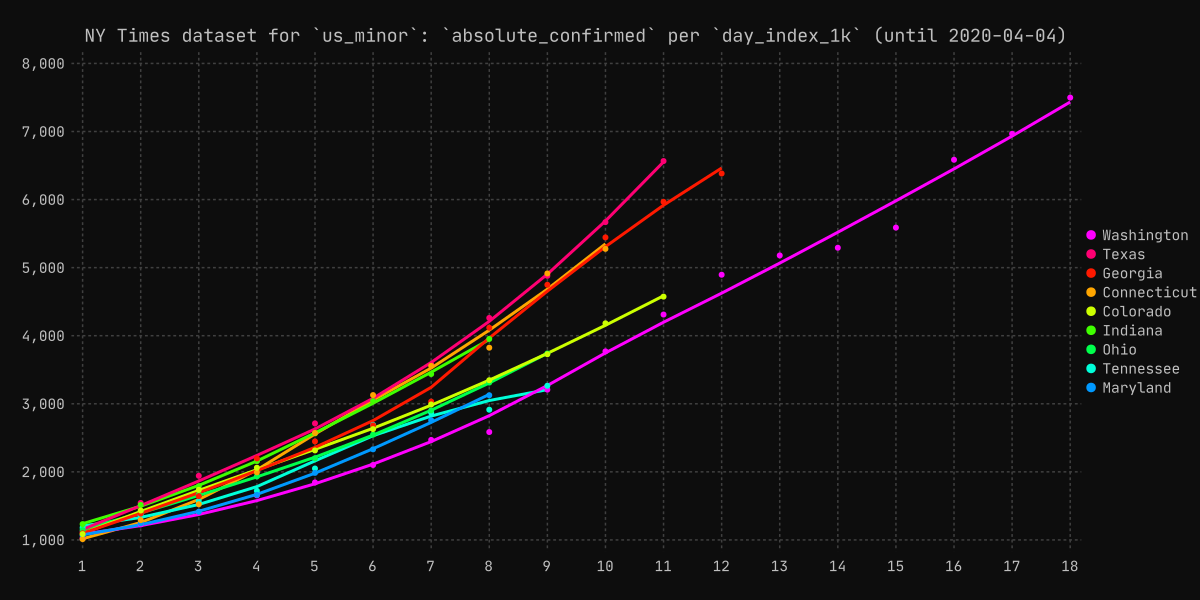 NY Times dataset for `us_minor`: `absolute_confirmed` per `day_index_1k` (until 2020-04-04)
8,000
7,000
6,000
5,000
4,000
3,000
2,000
1,000
1 2 3 4 5 6 7 8 9 10 11 12 13 14 15 16 17 18
Washington
Texas
Georgia
Connecticut
Colorado
Indiana
Ohio
Tennessee
Maryland